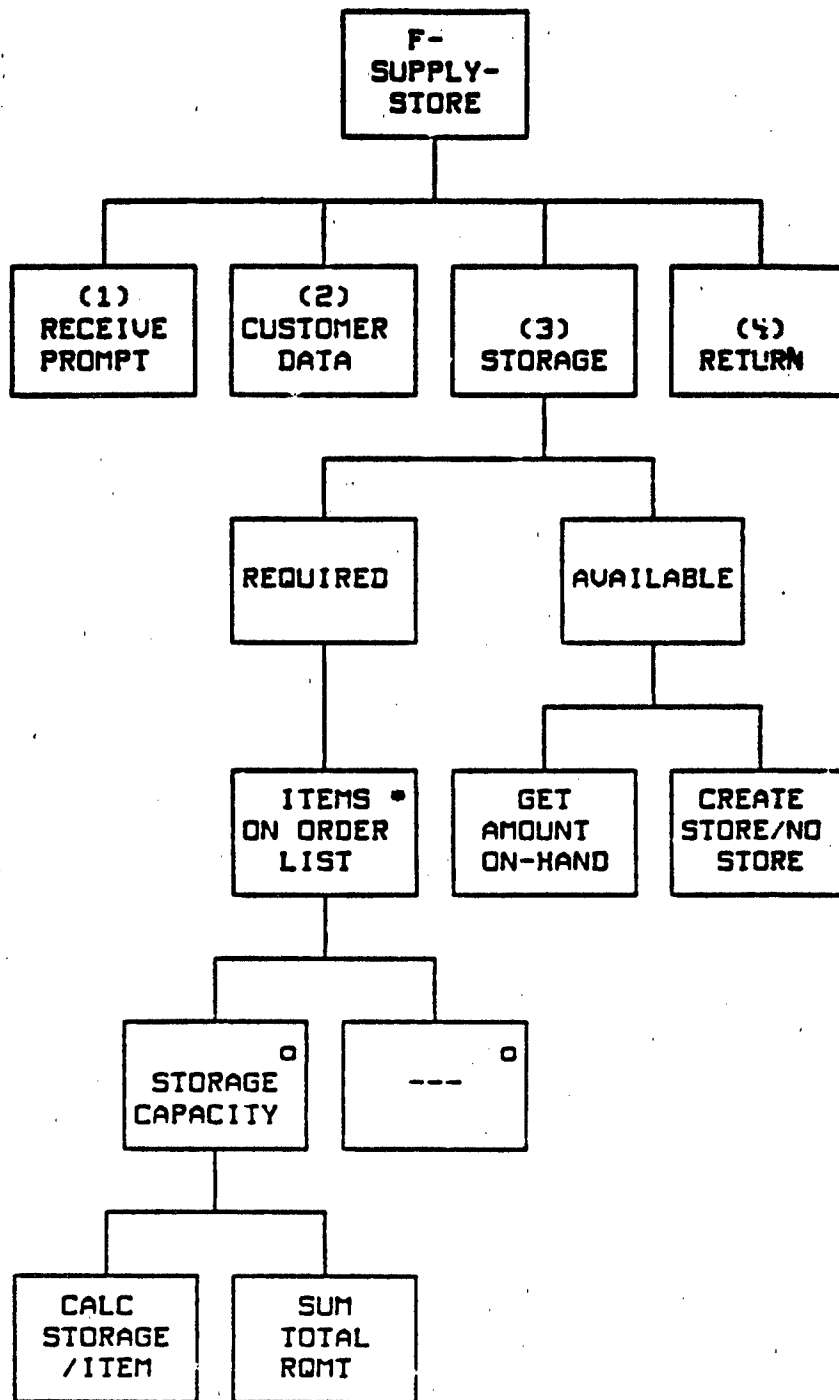 F-
SUPPLY-
STORE
(1)
RECEIVE
PROMPT
(2)
CUSTOMER
DATA
(3)
STORAGE
(4)
RETURN
REQUIRED
AVAILABLE
ITEMS *
ON ORDER
LIST
GET
AMOUNT
ON-HAND
CREATE
STORE/NO
STORE
o
STORAGE
CAPACITY
o
---
CALC
STORAGE
/ITEM
SUM
TOTAL
RQMT